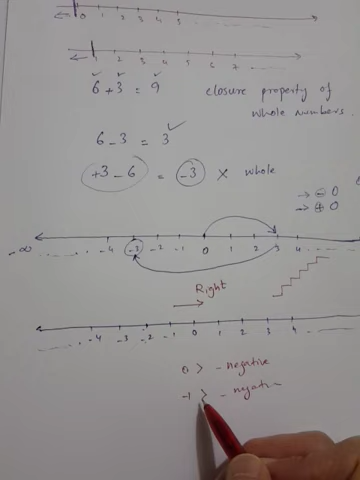 0 1 2 3 4 5
1 2 3 4 5 6 7
6 + 3 = 9 closure property of
whole numbers.
6 - 3 = 3
+3 - 6 = -3 × whole
→ - 0
→ + 0
-∞ -4 -3 -2 -1 0 1 2 3 4
Right
→
-4 -3 -2 -1 0 1 2 3 4
0 > - negative
-1 >